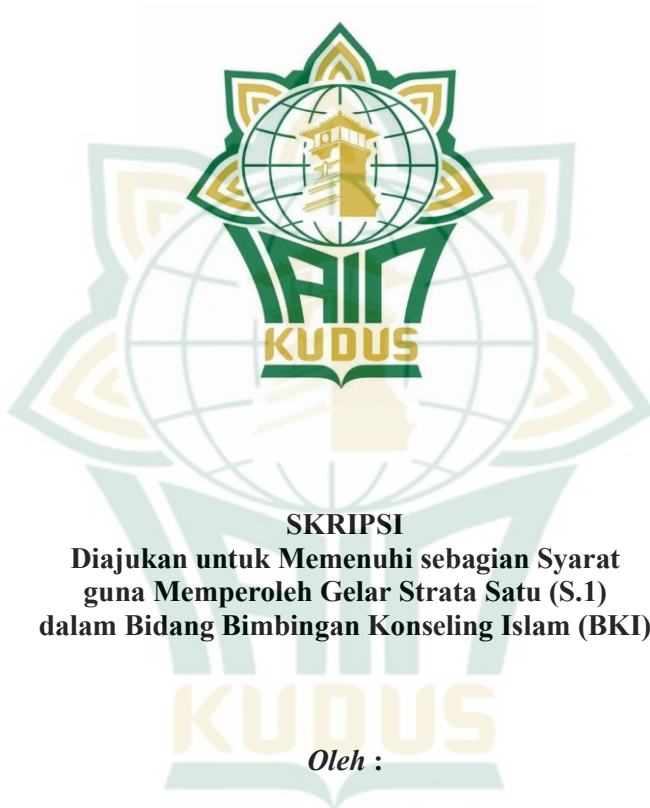 IAIN
KUDUS
SKRIPSI
Diajukan untuk Memenuhi sebagian Syarat
guna Memperoleh Gelar Strata Satu (S.1)
dalam Bidang Bimbingan Konseling Islam (BKI)
KUDUS
Oleh :